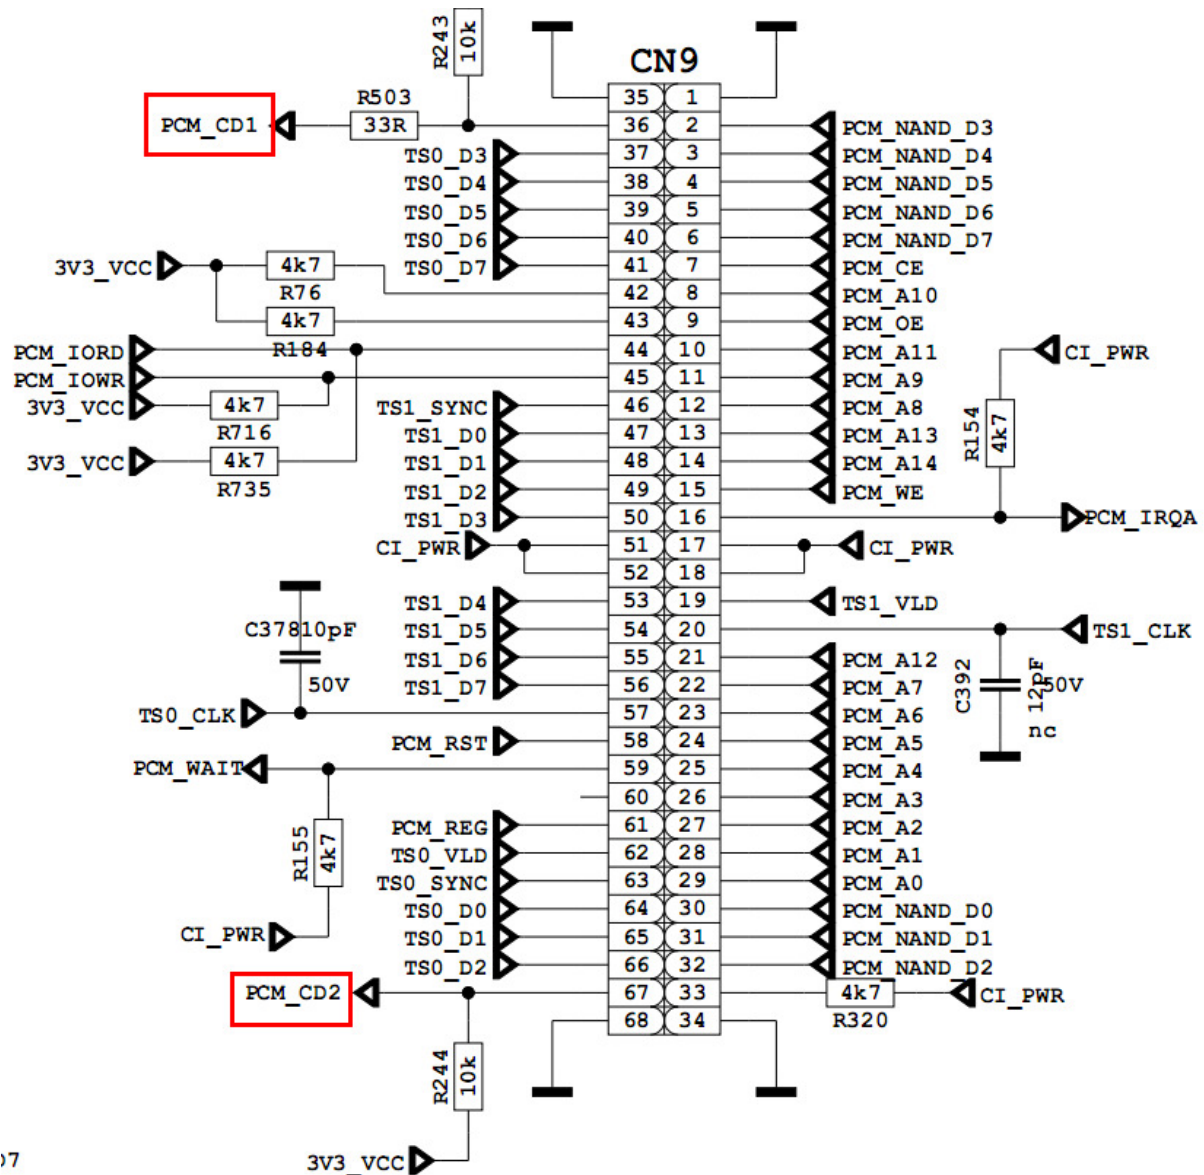 R243
10k
CN9
35 1
R503
PCM_CD1 33R 36 2 PCM_NAND_D3
TS0_D3 37 3 PCM_NAND_D4
TS0_D4 38 4 PCM_NAND_D5
TS0_D5 39 5 PCM_NAND_D6
TS0_D6 40 6 PCM_NAND_D7
3V3_VCC 4k7 TS0_D7 41 7 PCM_CE
R76 42 8 PCM_A10
4k7 43 9 PCM_OE
R184
PCM_IORD 44 10 PCM_A11 CI_PWR
PCM_IOWR 45 11 PCM_A9
3V3_VCC 4k7 TS1_SYNC 46 12 PCM_A8
R716 TS1_D0 47 13 PCM_A13 R154 4k7
3V3_VCC 4k7 TS1_D1 48 14 PCM_A14
R735 TS1_D2 49 15 PCM_WE
TS1_D3 50 16 PCM_IRQA
CI_PWR 51 17 CI_PWR
52 18
TS1_D4 53 19 TS1_VLD
C378 10pF TS1_D5 54 20 TS1_CLK
TS1_D6 55 21 PCM_A12
50V TS1_D7 56 22 PCM_A7 C392 12pF 50V
TS0_CLK 57 23 PCM_A6
nc
PCM_RST 58 24 PCM_A5
PCM_WAIT 59 25 PCM_A4
60 26 PCM_A3
PCM_REG 61 27 PCM_A2
R155 4k7 TS0_VLD 62 28 PCM_A1
TS0_SYNC 63 29 PCM_A0
TS0_D0 64 30 PCM_NAND_D0
CI_PWR TS0_D1 65 31 PCM_NAND_D1
TS0_D2 66 32 PCM_NAND_D2
PCM_CD2 67 33 4k7 CI_PWR
R320
68 34
R244
10k
3V3_VCC